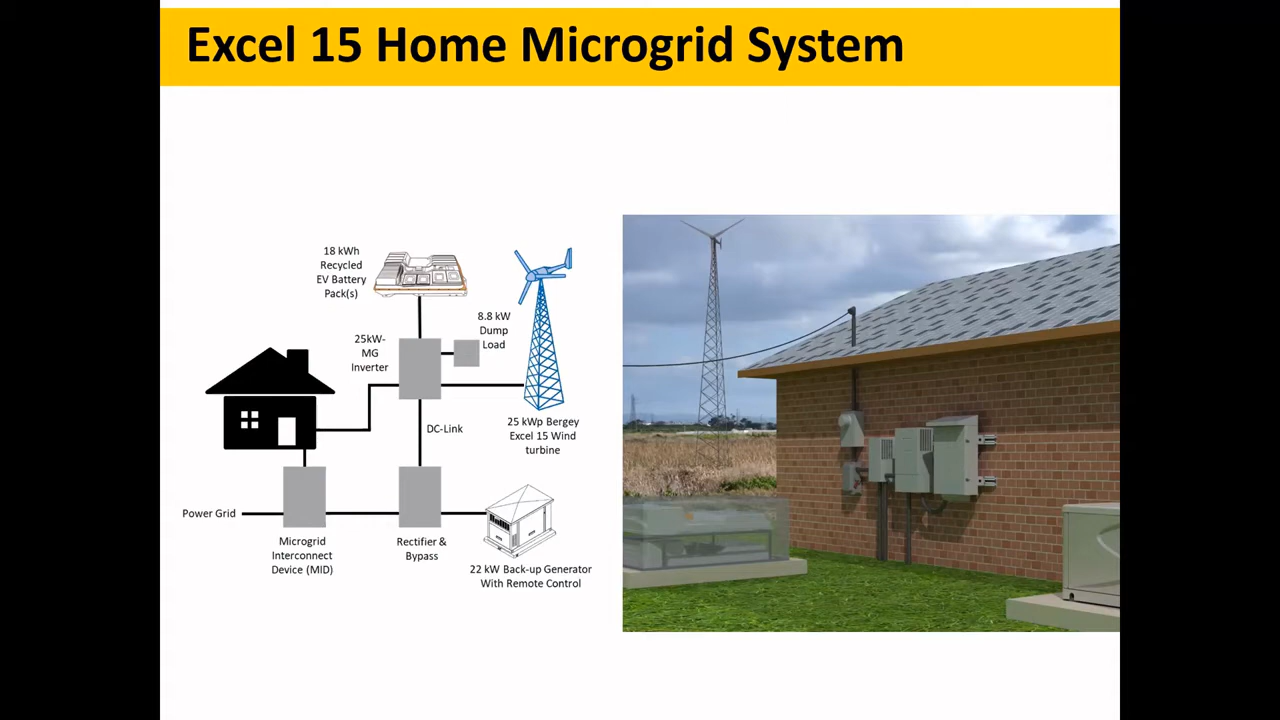 Excel 15 Home Microgrid System
18 kWh
Recycled
EV Battery
Pack(s)
8.8 kW
Dump
Load
25kW-
MG
Inverter
25 kWp Bergey
Excel 15 Wind
turbine
DC-Link
Power Grid
Microgrid
Interconnect
Device (MID)
Rectifier &
Bypass
22 kW Back-up Generator
With Remote Control